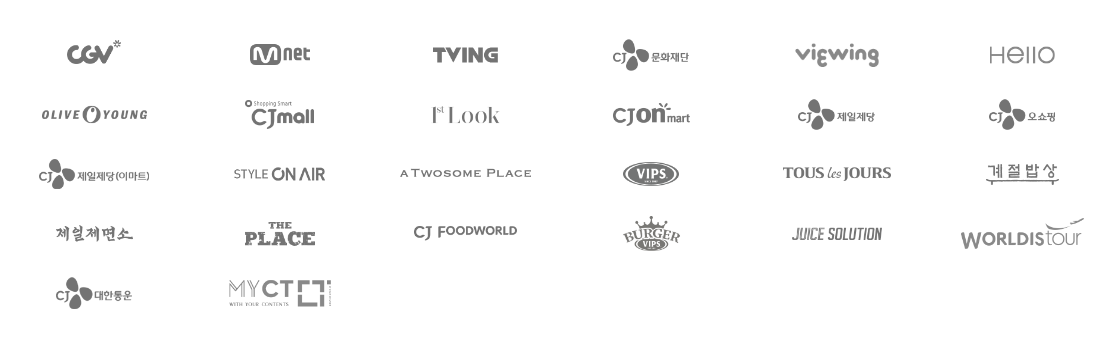 CGV
Mnet
TVING
CJ 문화재단
viewing
Hello
OLIVE O YOUNG
Shopping Smart
CJmall
1st Look
CJ on mart
CJ 제일제당
CJ 오쇼핑
CJ 제일제당(이마트)
STYLE ON AIR
A TWOSOME PLACE
VIPS
TOUS les JOURS
계절밥상
제일제면소
THE
PLACE
CJ FOODWORLD
BURGER
VIPS
JUICE SOLUTION
WORLDIS tour
CJ 대한통운
MY CT
WITH YOUR CONTENTS